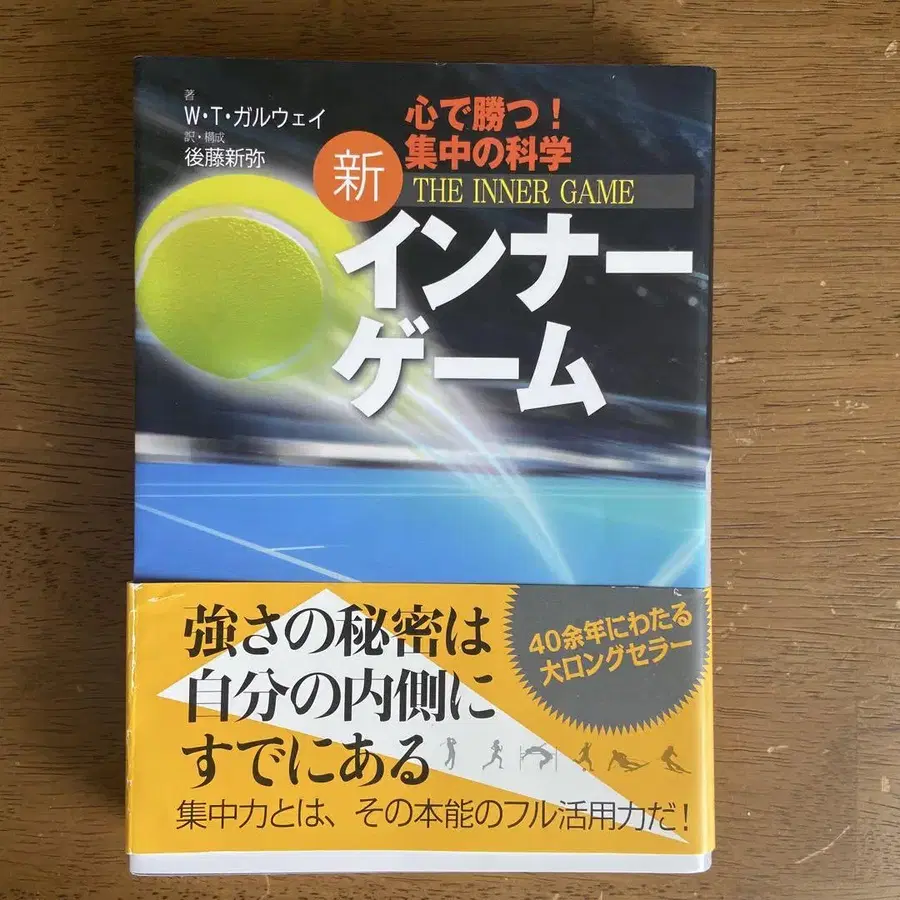 著
W・T・ガルウェイ
訳・構成
後藤新弥
心で勝つ！
集中の科学
新
THE INNER GAME
インナー
ゲーム
強さの秘密は
自分の内側に
すでにある
40余年にわたる
大ロングセラー
集中力とは、その本能のフル活用力だ！